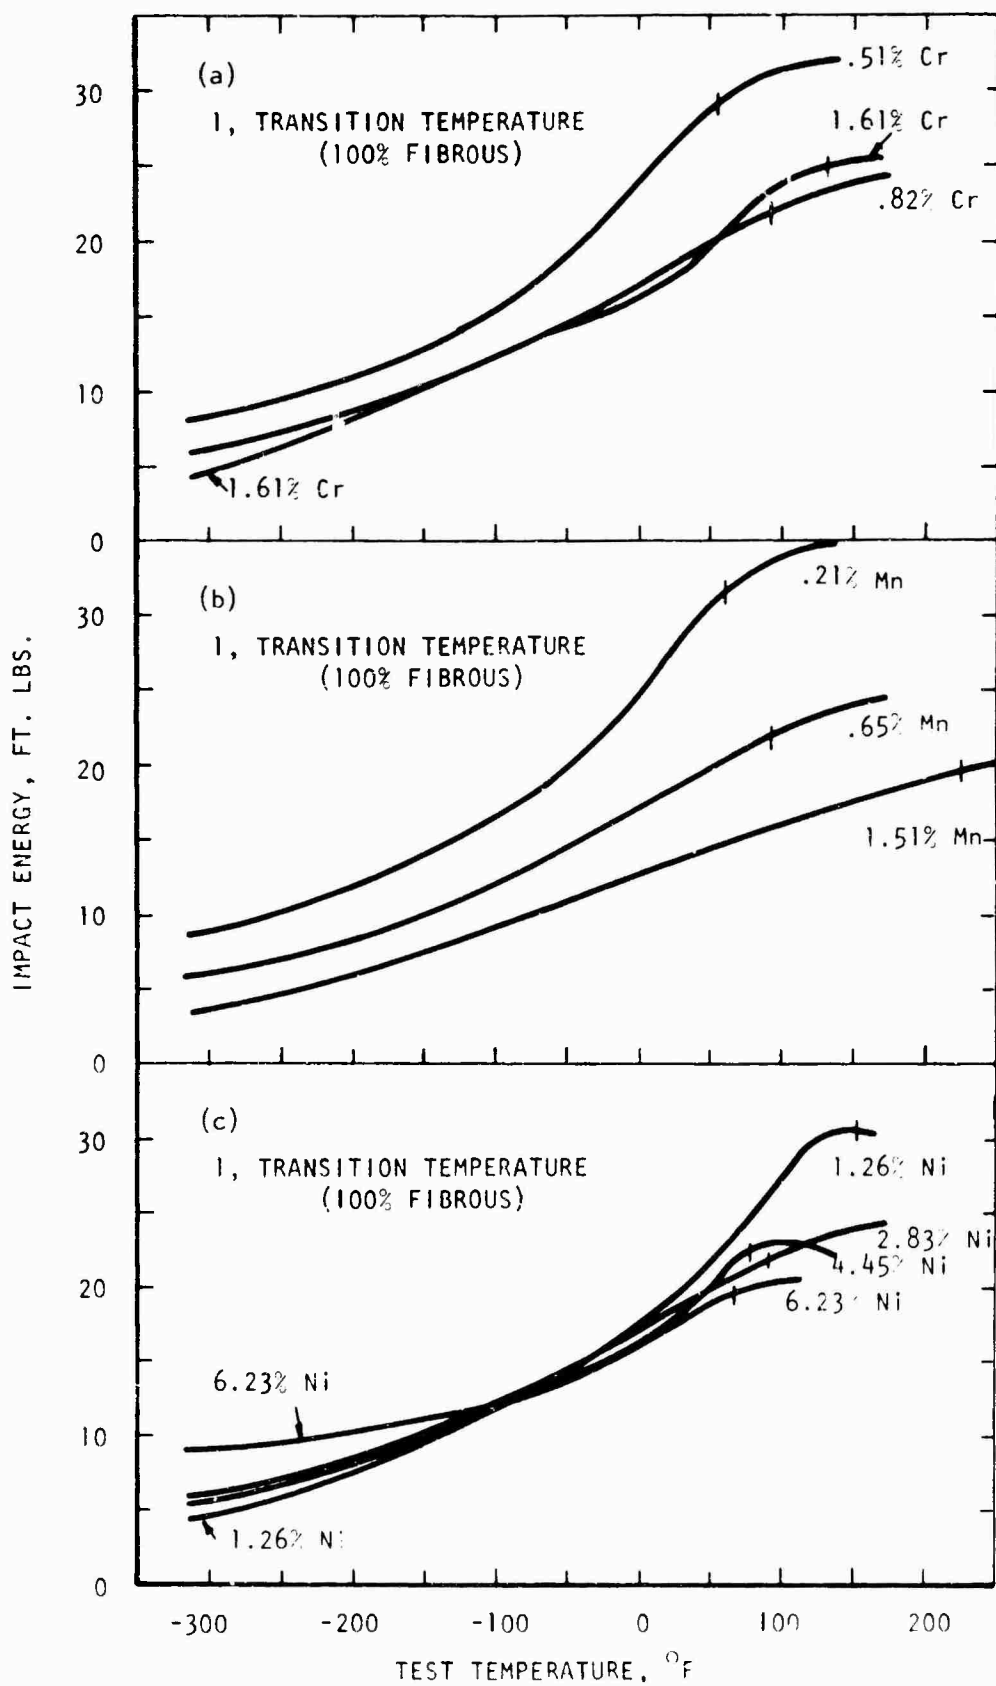 (a)
1, TRANSITION TEMPERATURE
(100% FIBROUS)
.51% Cr
1.61% Cr
.82% Cr
1.61% Cr
30
20
10
0
(b)
1, TRANSITION TEMPERATURE
(100% FIBROUS)
.21% Mn
.65% Mn
1.51% Mn
30
20
10
0
IMPACT ENERGY, FT. LBS.
(c)
1, TRANSITION TEMPERATURE
(100% FIBROUS)
1.26% Ni
2.83% Ni
4.45% Ni
6.23% Ni
6.23% Ni
1.26% Ni
30
20
10
0
-300 -200 -100 0 100 200
TEST TEMPERATURE, °F